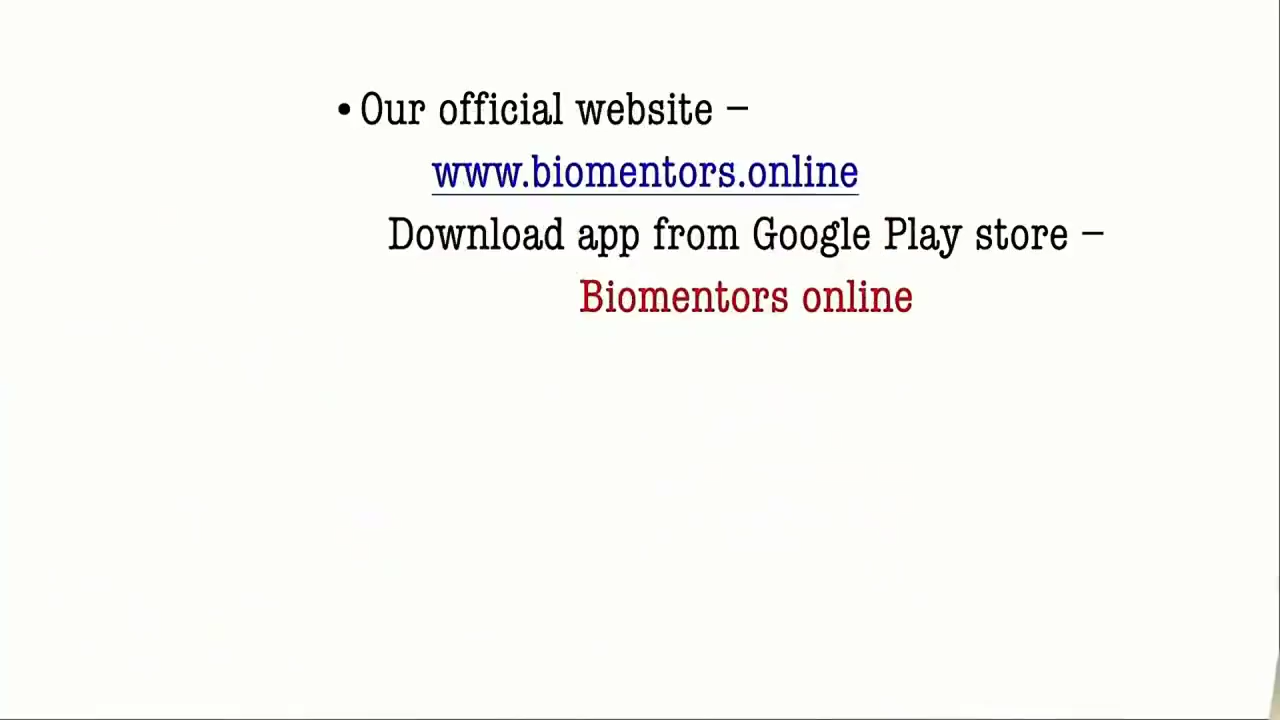 • Our official website –
www.biomentors.online
Download app from Google Play store –
Biomentors online